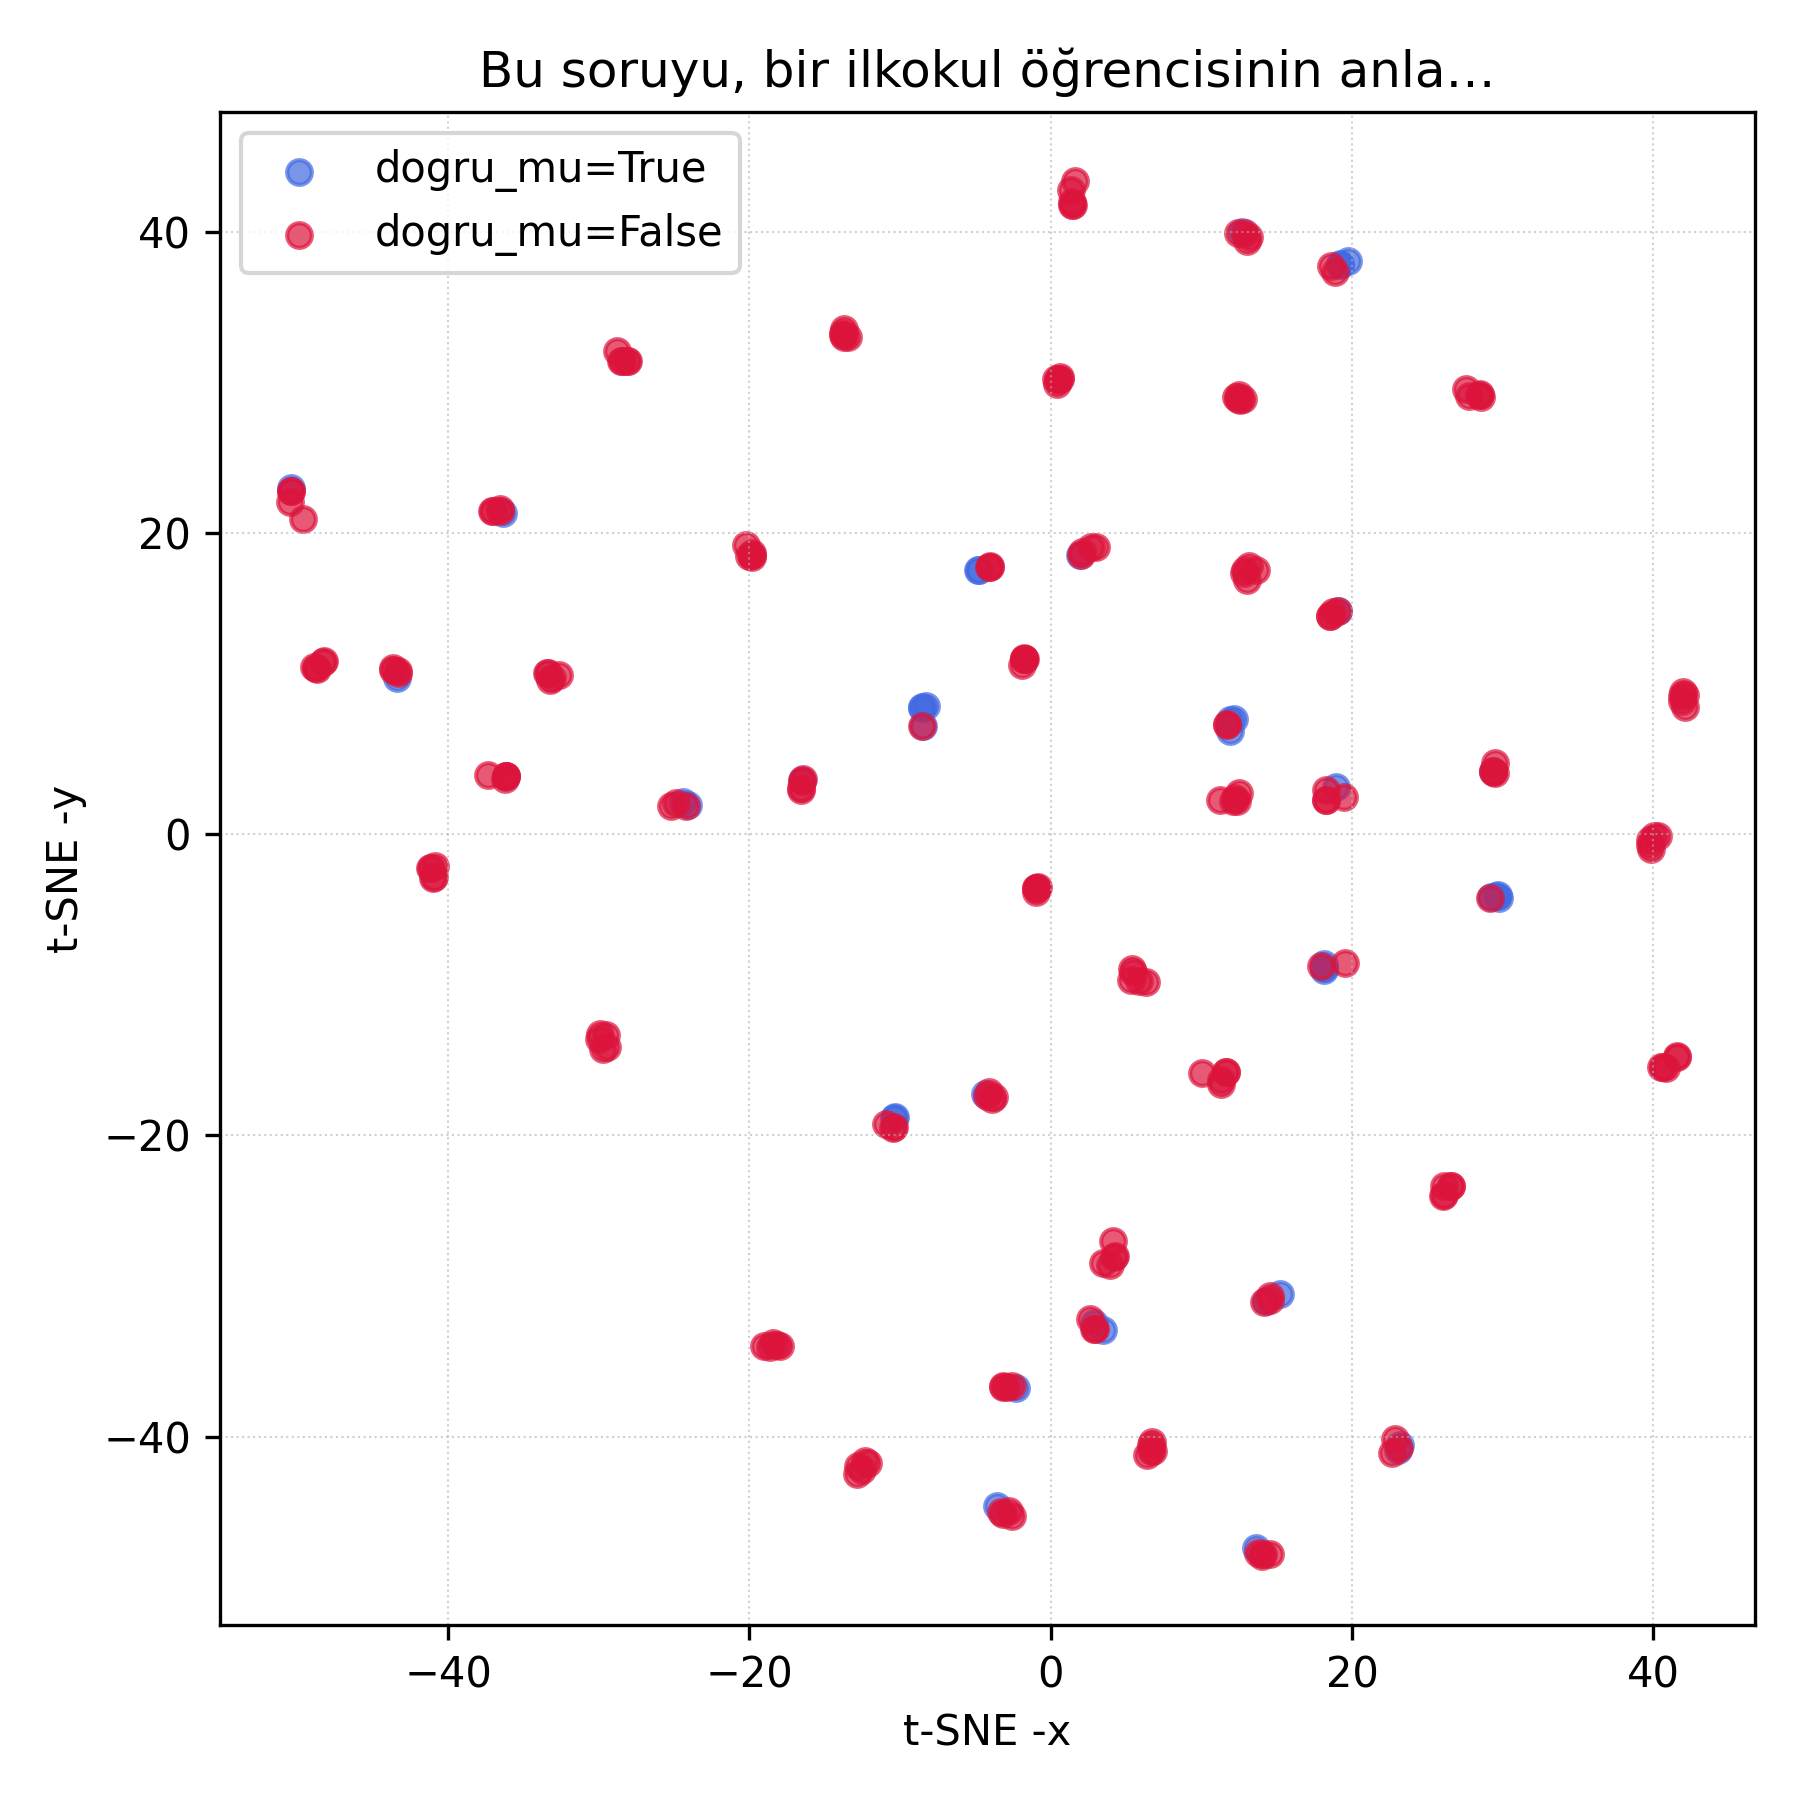 Bu soruyu, bir ilkokul öğrencisinin anla...
dogru_mu=True
dogru_mu=False
40
20
0
−20
−40
t-SNE -y
−40
−20
0
20
40
t-SNE -x